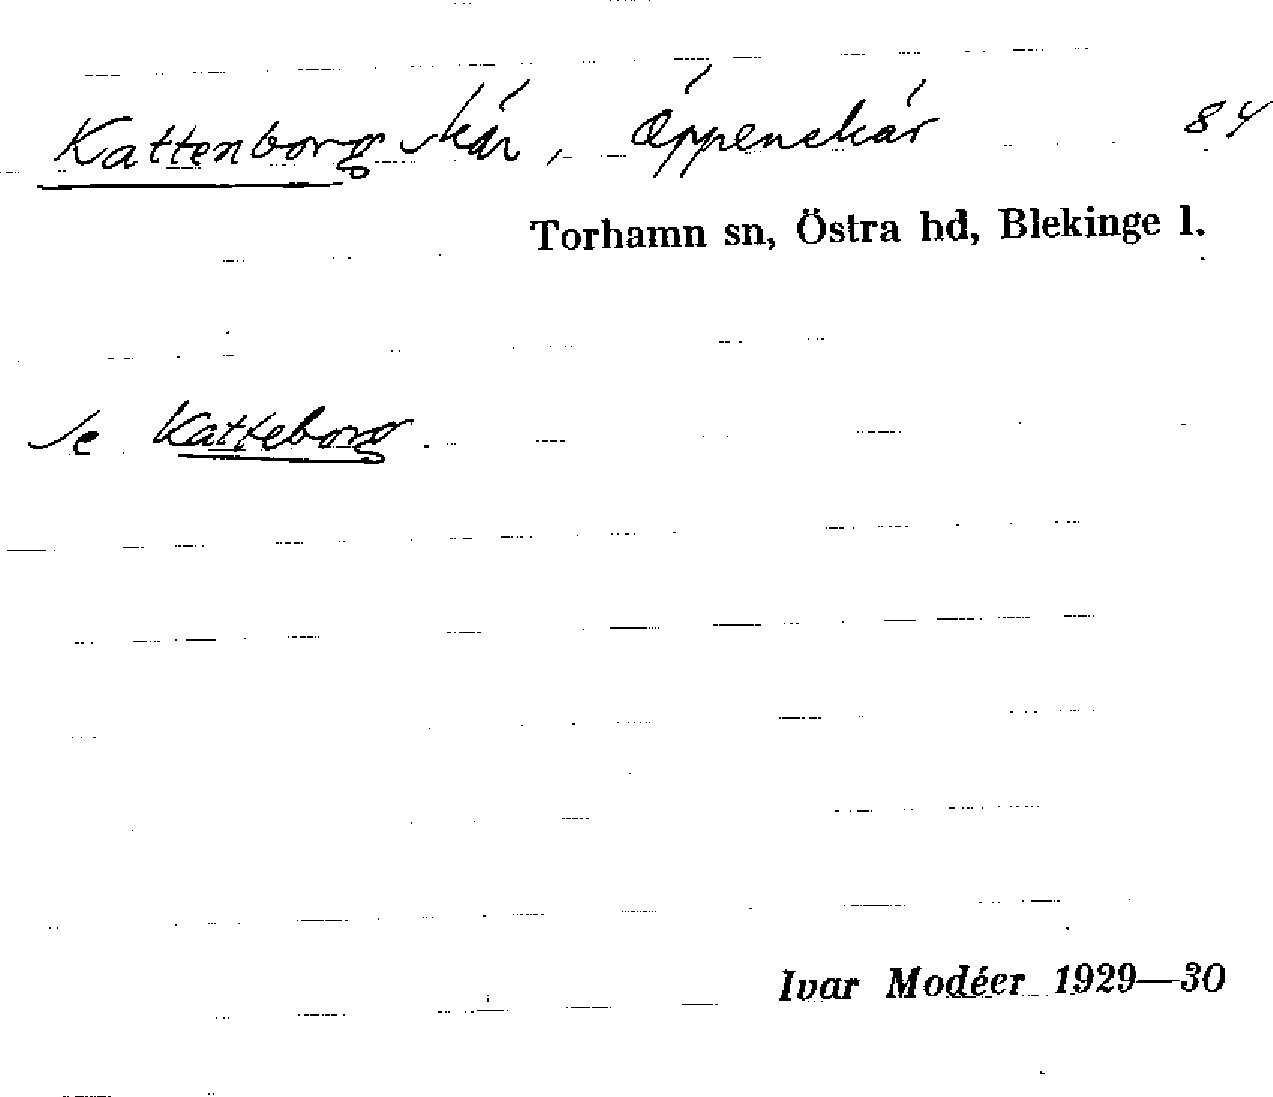 Kattenborg skär, Öppenskär 84
Torhamn sn, Östra hd, Blekinge l.
Se Katteborg.
Ivar Modéer 1929—30